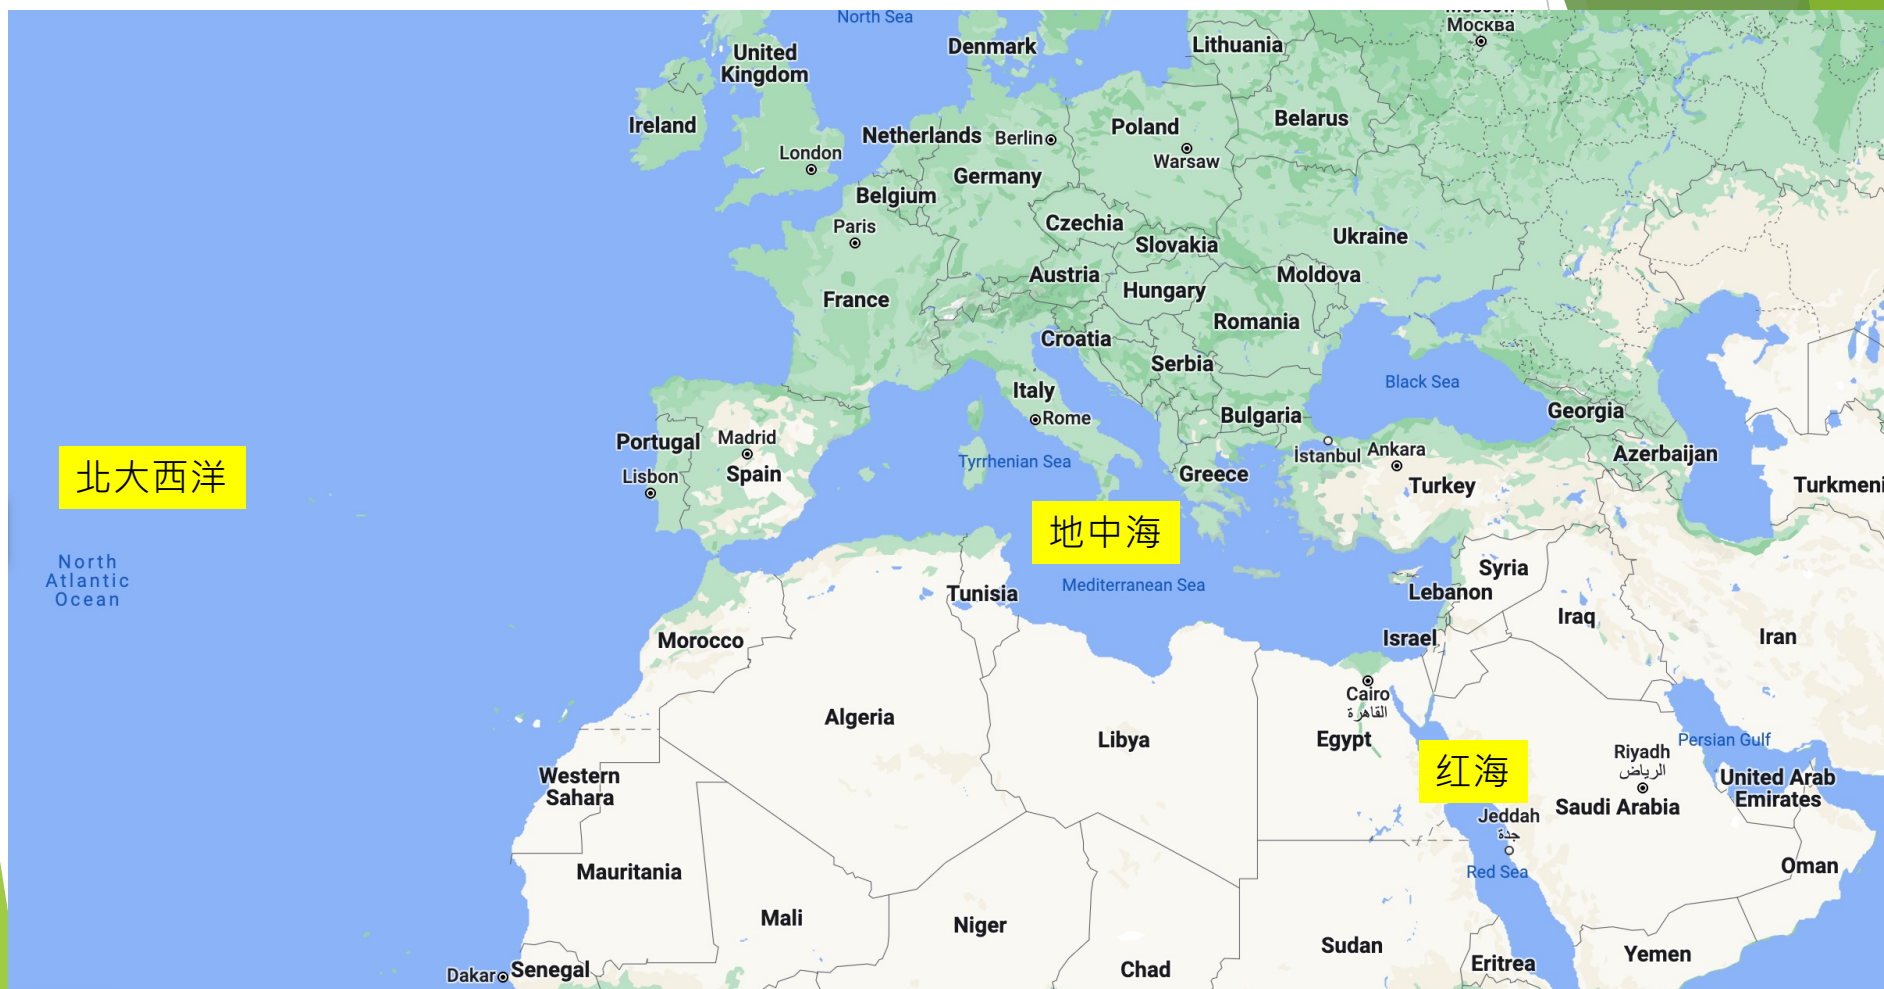 North Sea
Москва
United
Kingdom
Denmark
Lithuania
Ireland
Netherlands
Berlin
Poland
Belarus
London
Warsaw
Germany
Belgium
Paris
Czechia
Slovakia
Ukraine
Austria
Moldova
France
Hungary
Romania
Croatia
Serbia
Black Sea
Italy
Rome
Bulgaria
Georgia
Portugal
Madrid
İstanbul
Ankara
Azerbaijan
北大西洋
Lisbon
Spain
Tyrrhenian Sea
Greece
Turkey
Turkmeni
地中海
North
Atlantic
Ocean
Tunisia
Mediterranean Sea
Syria
Lebanon
Iraq
Morocco
Israel
Iran
Cairo
القاهرة
Algeria
Libya
Egypt
Persian Gulf
红海
Riyadh
الرياض
Western
Sahara
United Arab
Emirates
Saudi Arabia
Jeddah
جدة
Mauritania
Red Sea
Oman
Mali
Niger
Sudan
Yemen
Dakar
Senegal
Chad
Eritrea